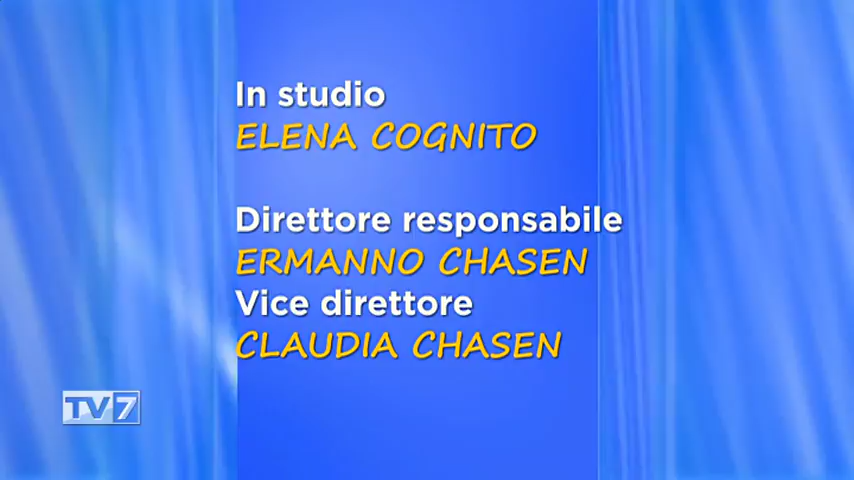 In studio
ELENA COGNITO
Direttore responsabile
ERMANNO CHASEN
Vice direttore
CLAUDIA CHASEN
TV7